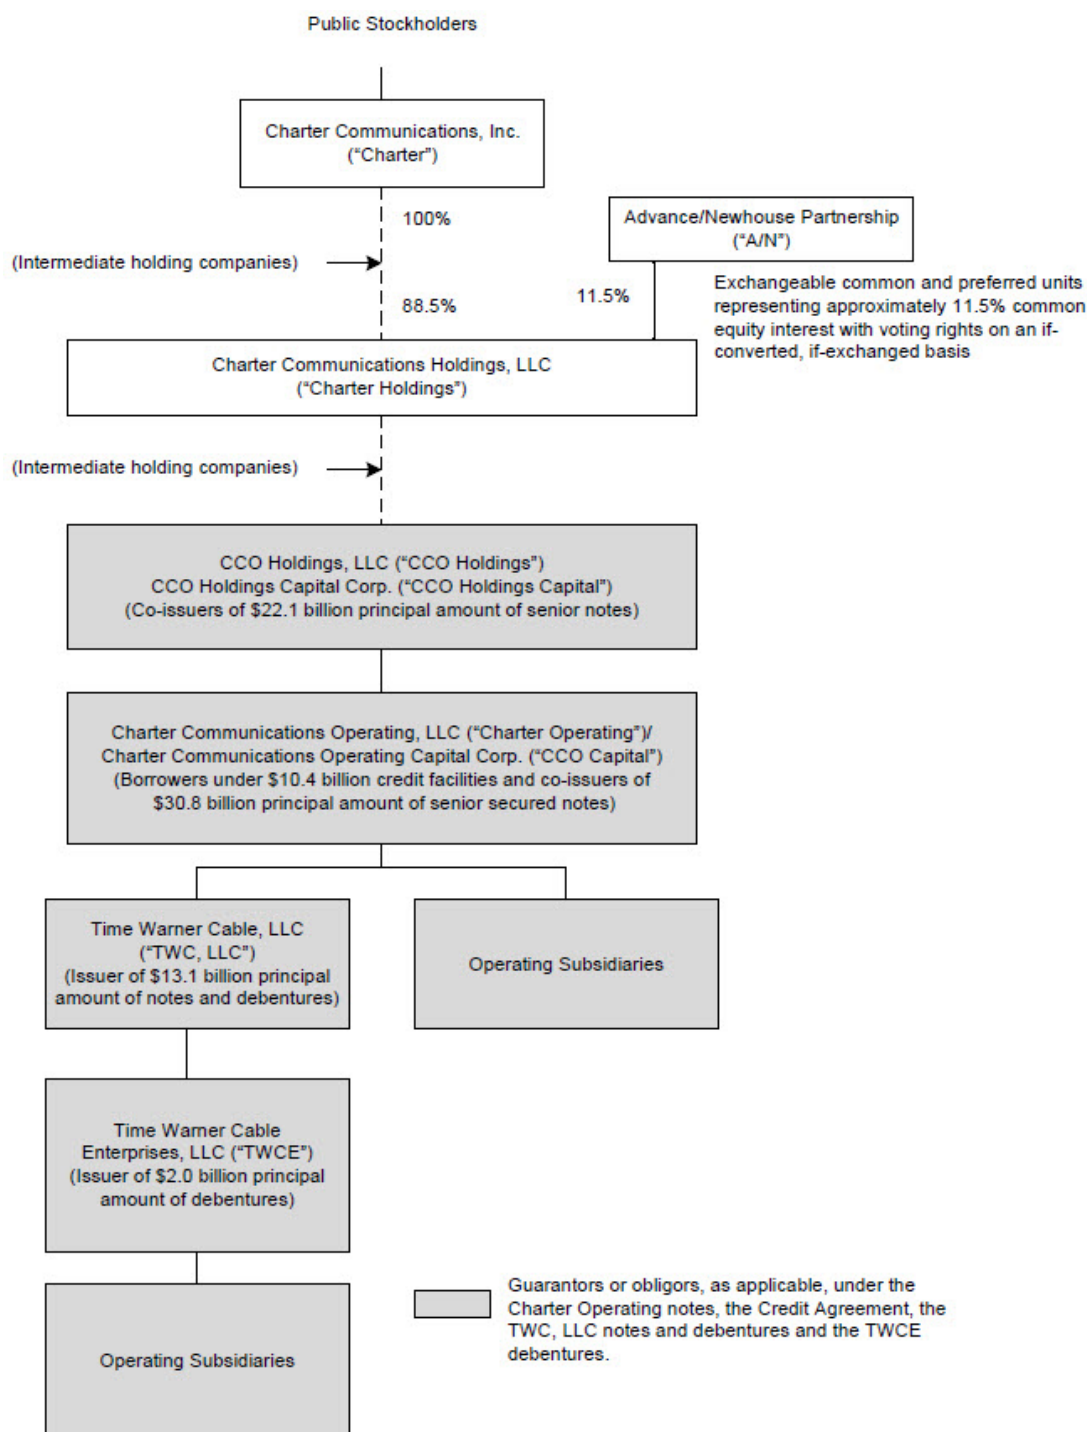 Public Stockholders
Charter Communications, Inc.
(“Charter”)
100%
Advance/Newhouse Partnership
(“A/N”)
(Intermediate holding companies)
88.5%
11.5%
Exchangeable common and preferred units
representing approximately 11.5% common
equity interest with voting rights on an if-
converted, if-exchanged basis
Charter Communications Holdings, LLC
(“Charter Holdings”)
(Intermediate holding companies)
CCO Holdings, LLC (“CCO Holdings”)
CCO Holdings Capital Corp. (“CCO Holdings Capital”)
(Co-issuers of $22.1 billion principal amount of senior notes)
Charter Communications Operating, LLC (“Charter Operating”)/
Charter Communications Operating Capital Corp. (“CCO Capital”)
(Borrowers under $10.4 billion credit facilities and co-issuers of
$30.8 billion principal amount of senior secured notes)
Time Warner Cable, LLC
(“TWC, LLC”)
(Issuer of $13.1 billion principal
amount of notes and debentures)
Operating Subsidiaries
Time Warner Cable
Enterprises, LLC (“TWCE”)
(Issuer of $2.0 billion principal
amount of debentures)
Operating Subsidiaries
Guarantors or obligors, as applicable, under the
Charter Operating notes, the Credit Agreement, the
TWC, LLC notes and debentures and the TWCE
debentures.